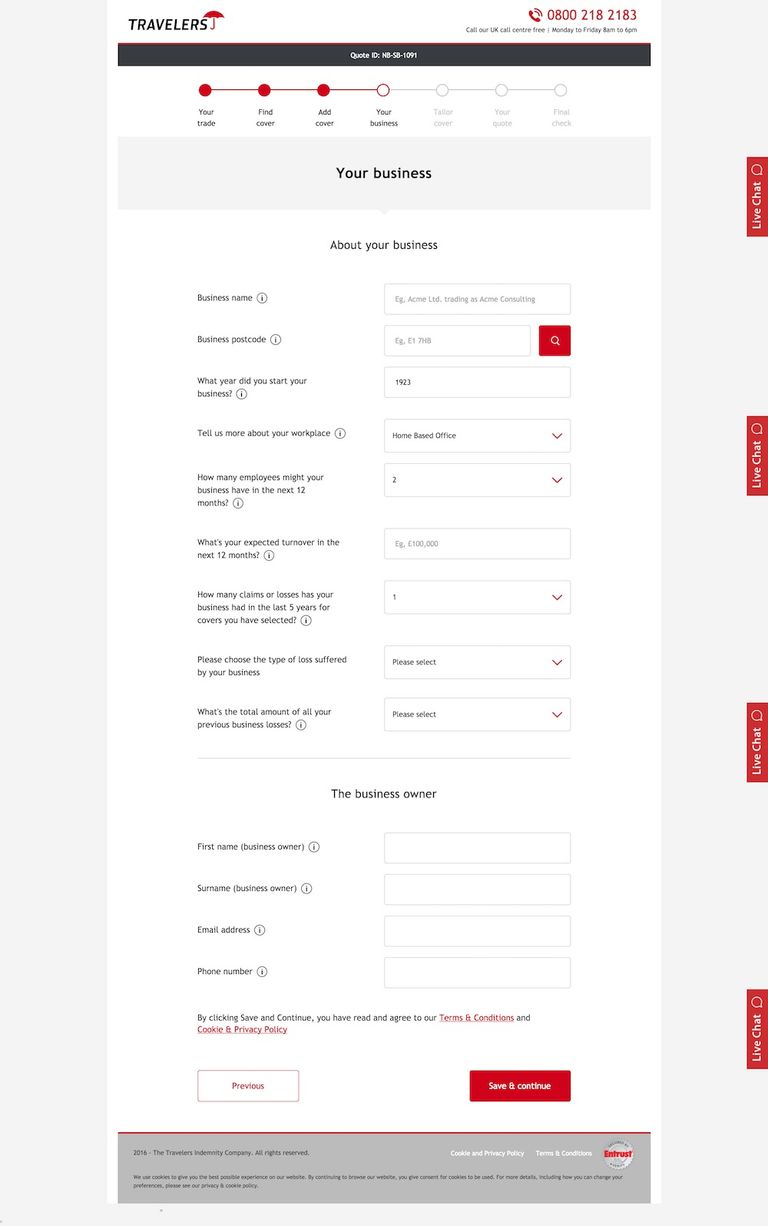 TRAVELERS
0800 218 2183
Call our UK call centre free | Monday to Friday 8am to 6pm
Quote ID: NB-SB-1091
Your trade
Find cover
Add cover
Your business
Tailor cover
Your quote
Final check
Your business
About your business
Business name
Eg, Acme Ltd. trading as Acme Consulting
Business postcode
Eg, E1 7HB
What year did you start your
business?
1923
Tell us more about your workplace
Home Based Office
How many employees might your
business have in the next 12
months?
2
What's your expected turnover in the
next 12 months?
Eg, £100,000
How many claims or losses has your
business had in the last 5 years for
covers you have selected?
1
Please choose the type of loss suffered
by your business
Please select
What's the total amount of all your
previous business losses?
Please select
The business owner
First name (business owner)
Surname (business owner)
Email address
Phone number
By clicking Save and Continue, you have read and agree to our Terms & Conditions and
Cookie & Privacy Policy
Previous
Save & continue
2016 - The Travelers Indemnity Company. All rights reserved.
Cookie and Privacy Policy
Terms & Conditions
Entrust
We use cookies to give you the best possible experience on our website. By continuing to browse our website, you give consent for cookies to be used. For more details, including how you can change your
preferences, please see our privacy & cookie policy.
Live Chat
Live Chat
Live Chat
Live Chat